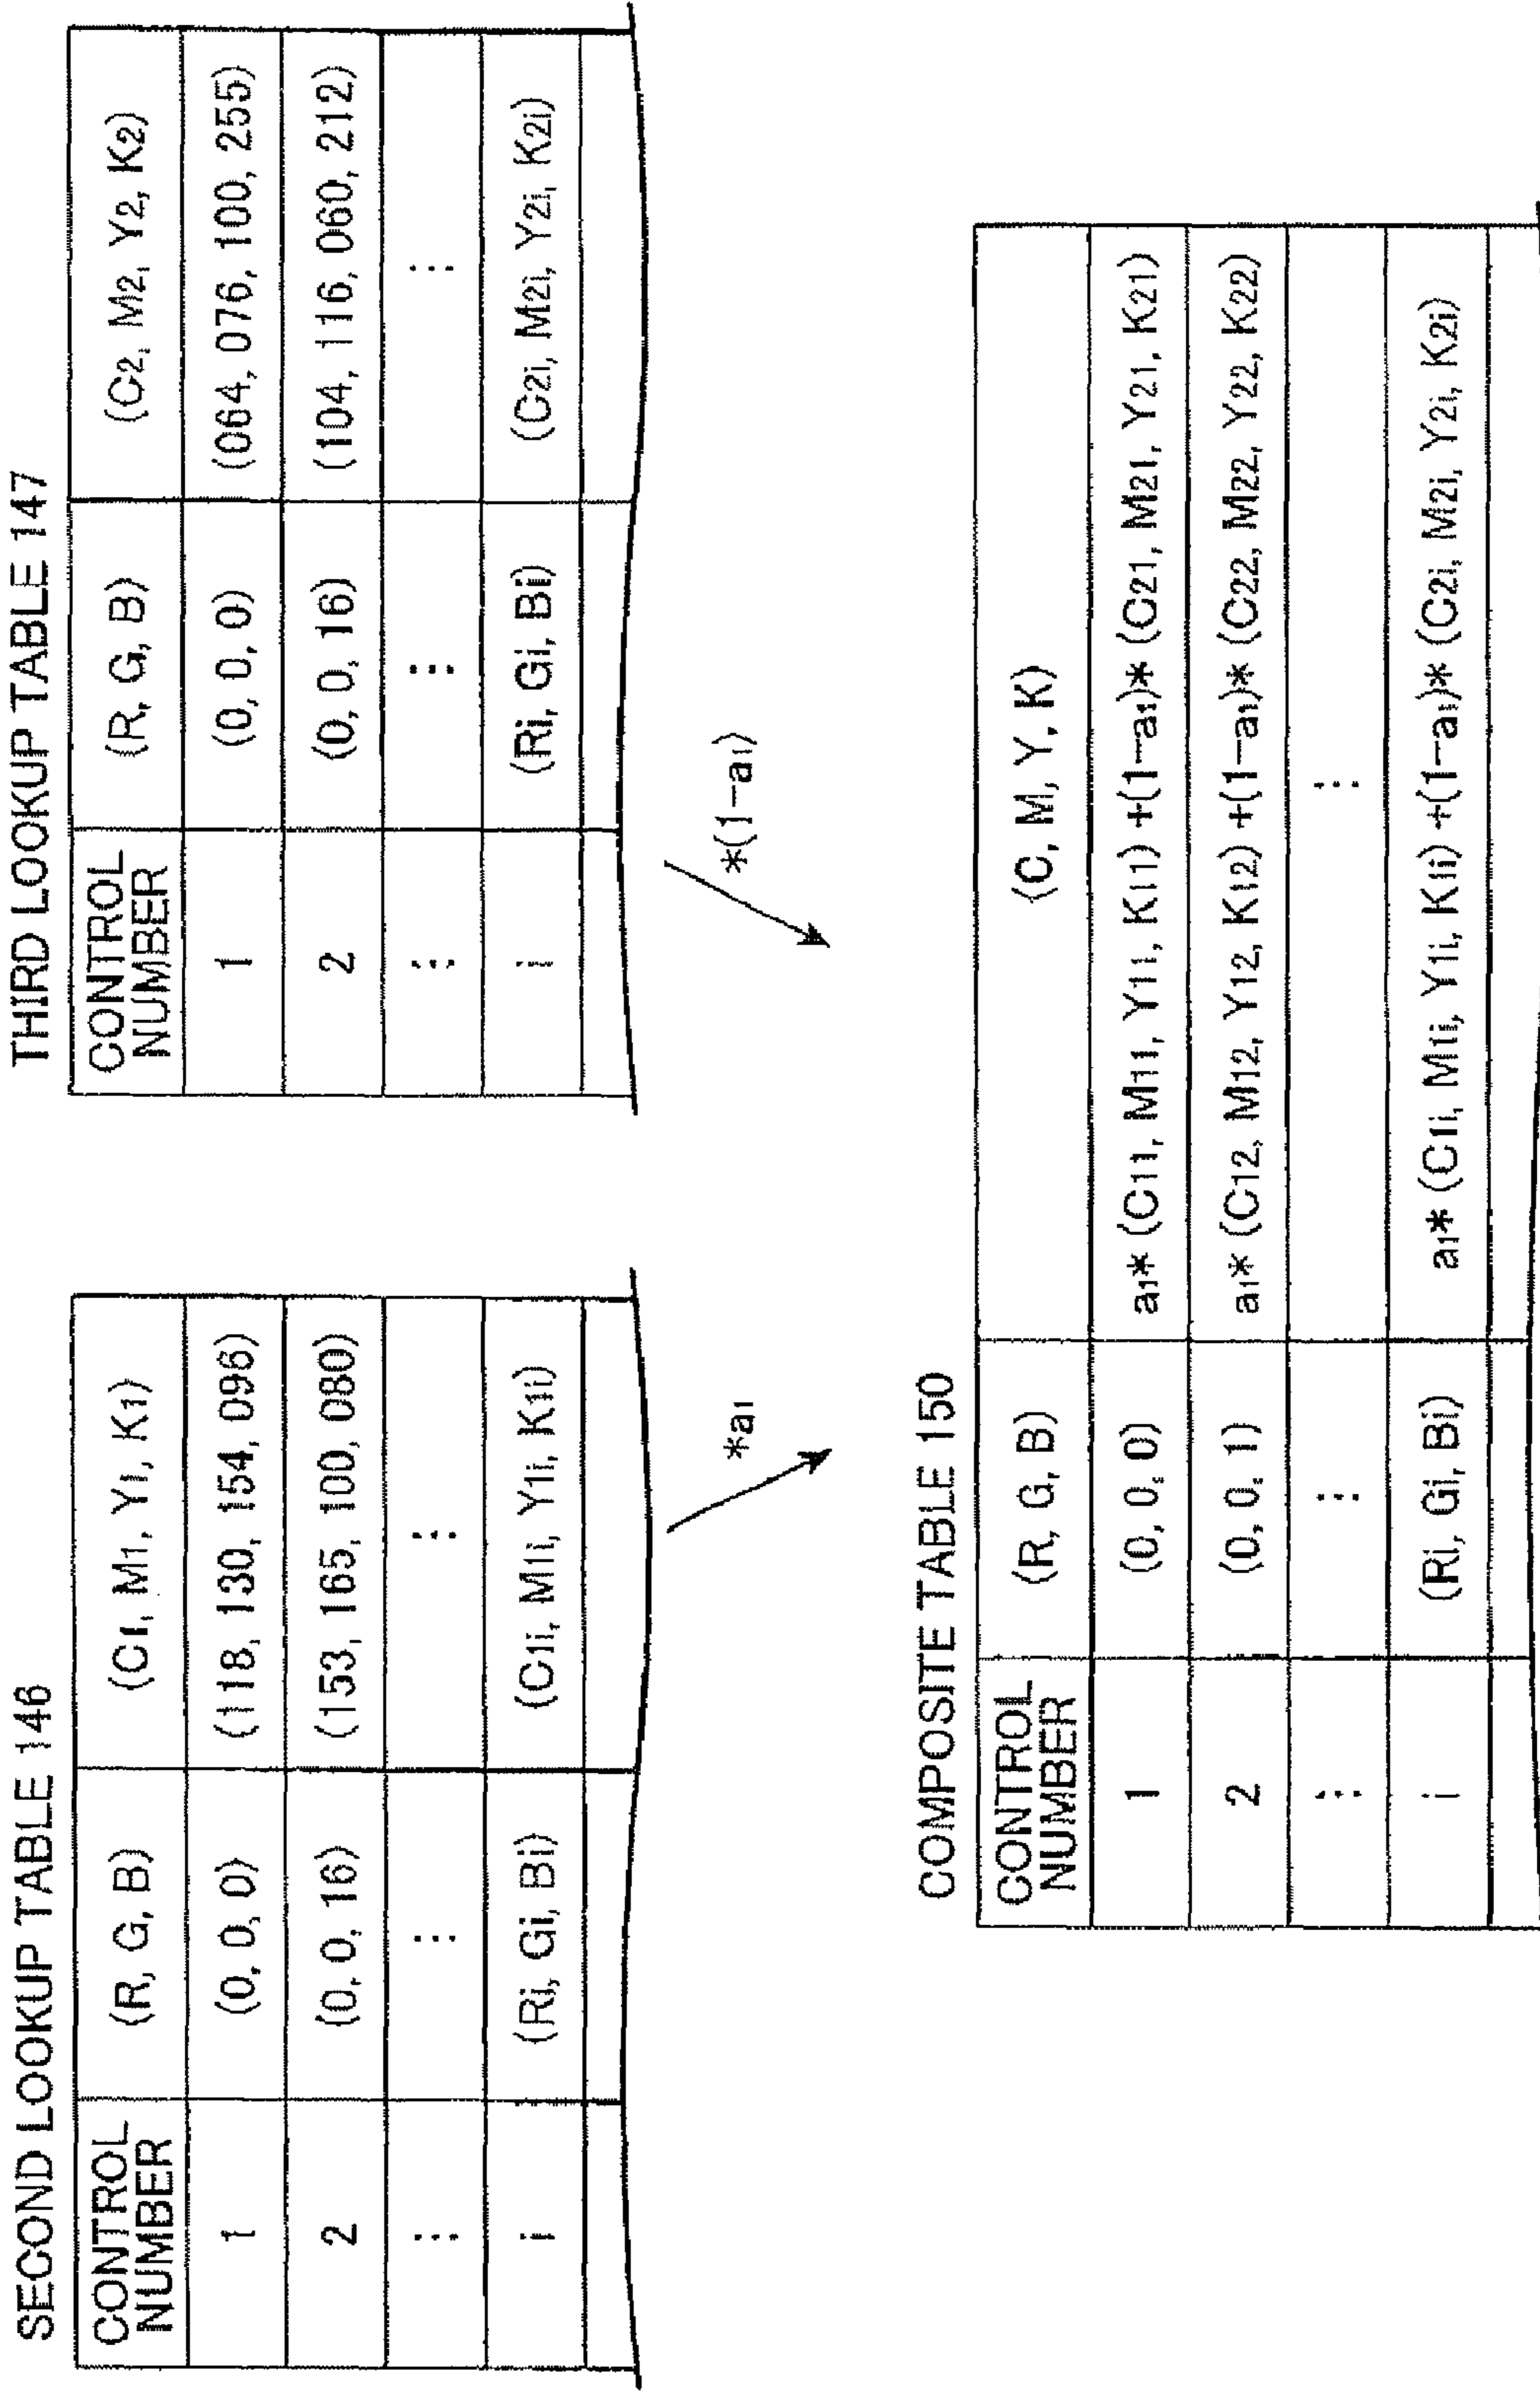 SECOND LOOKUP TABLE 146
CONTROL NUMBER (R, G, B) (C1, M1, Y1, K1)
1 (0, 0, 0) (118, 130, 154, 096)
2 (0, 0, 16) (153, 165, 100, 080)
⋮ ⋮ ⋮
i (Ri, Gi, Bi) (C1i, M1i, Y1i, K1i)
*a1
THIRD LOOKUP TABLE 147
CONTROL NUMBER (R, G, B) (C2, M2, Y2, K2)
1 (0, 0, 0) (064, 076, 100, 255)
2 (0, 0, 16) (104, 116, 060, 212)
⋮ ⋮ ⋮
i (Ri, Gi, Bi) (C2i, M2i, Y2i, K2i)
*(1-a1)
COMPOSITE TABLE 150
CONTROL NUMBER (R, G, B) (C, M, Y, K)
1 (0, 0, 0) a1* (C11, M11, Y11, K11) +(1-a1)* (C21, M21, Y21, K21)
2 (0, 0, 1) a1* (C12, M12, Y12, K12) +(1-a1)* (C22, M22, Y22, K22)
⋮ ⋮ ⋮
i (Ri, Gi, Bi) a1* (C1i, M1i, Y1i, K1i) +(1-a1)* (C2i, M2i, Y2i, K2i)